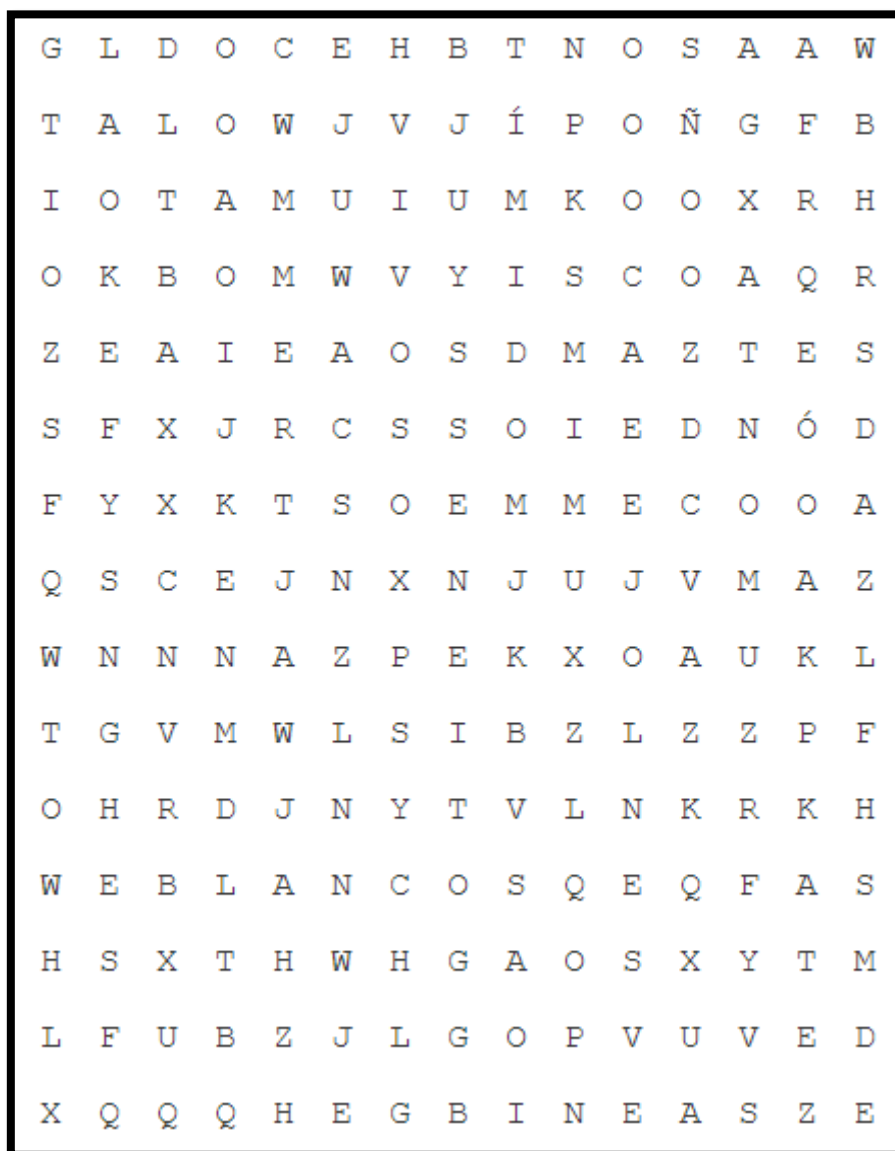 G L D O C E H B T N O S A A W
T A L O W J V J Í P O Ñ G F B
I O T A M U I U M K O O X R H
O K B O M W V Y I S C O A Q R
Z E A I E A O S D M A Z T E S
S F X J R C S S O I E D N Ó D
F Y X K T S O E M M E C O O A
Q S C E J N X N J U J V M A Z
W N N N A Z P E K X O A U K L
T G V M W L S I B Z L Z Z P F
O H R D J N Y T V L N K R K H
W E B L A N C O S Q E Q F A S
H S X T H W H G A O S X Y T M
L F U B Z J L G O P V U V E D
X Q Q Q H E G B I N E A S Z E